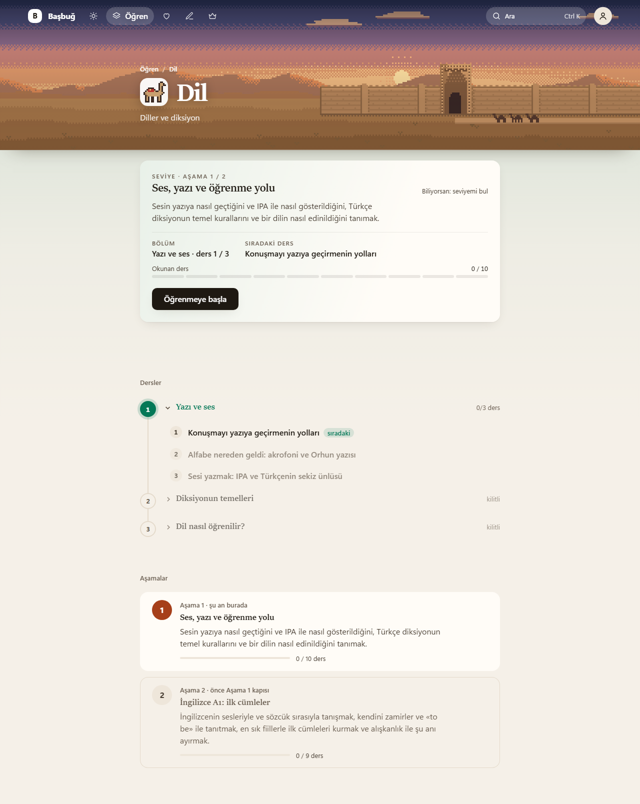 B Başbuğ Öğren Ara Ctrl K
Öğren / Dil
Dil
Diller ve diksiyon
SEVİYE · AŞAMA 1 / 2
Ses, yazı ve öğrenme yolu
Biliyorsan: seviyemi bul
Sesin yazıya nasıl geçtiğini ve IPA ile nasıl gösterildiğini, Türkçe
diksiyonun temel kurallarını ve bir dilin nasıl edinildiğini tanımak.
BÖLÜM
Yazı ve ses · ders 1 / 3
SIRADAKİ DERS
Konuşmayı yazıya geçirmenin yolları
Okunan ders 0 / 10
Öğrenmeye başla
Dersler
1 Yazı ve ses 0/3 ders
1 Konuşmayı yazıya geçirmenin yolları sıradaki
2 Alfabe nereden geldi: akrofoni ve Orhun yazısı
3 Sesi yazmak: IPA ve Türkçenin sekiz ünlüsü
2 Diksiyonun temelleri kilitli
3 Dil nasıl öğrenilir? kilitli
Aşamalar
1 Aşama 1 · şu an burada
Ses, yazı ve öğrenme yolu
Sesin yazıya nasıl geçtiğini ve IPA ile nasıl gösterildiğini, Türkçe diksiyonun
temel kurallarını ve bir dilin nasıl edinildiğini tanımak.
0 / 10 ders
2 Aşama 2 · önce Aşama 1 kapısı
İngilizce A1: ilk cümleler
İngilizcenin sesleriyle ve sözcük sırasıyla tanışmak, kendini zamirler ve «to
be» ile tanıtmak, en sık fiillerle ilk cümleleri kurmak ve alışkanlık ile şu anı
ayırmak.
0 / 9 ders